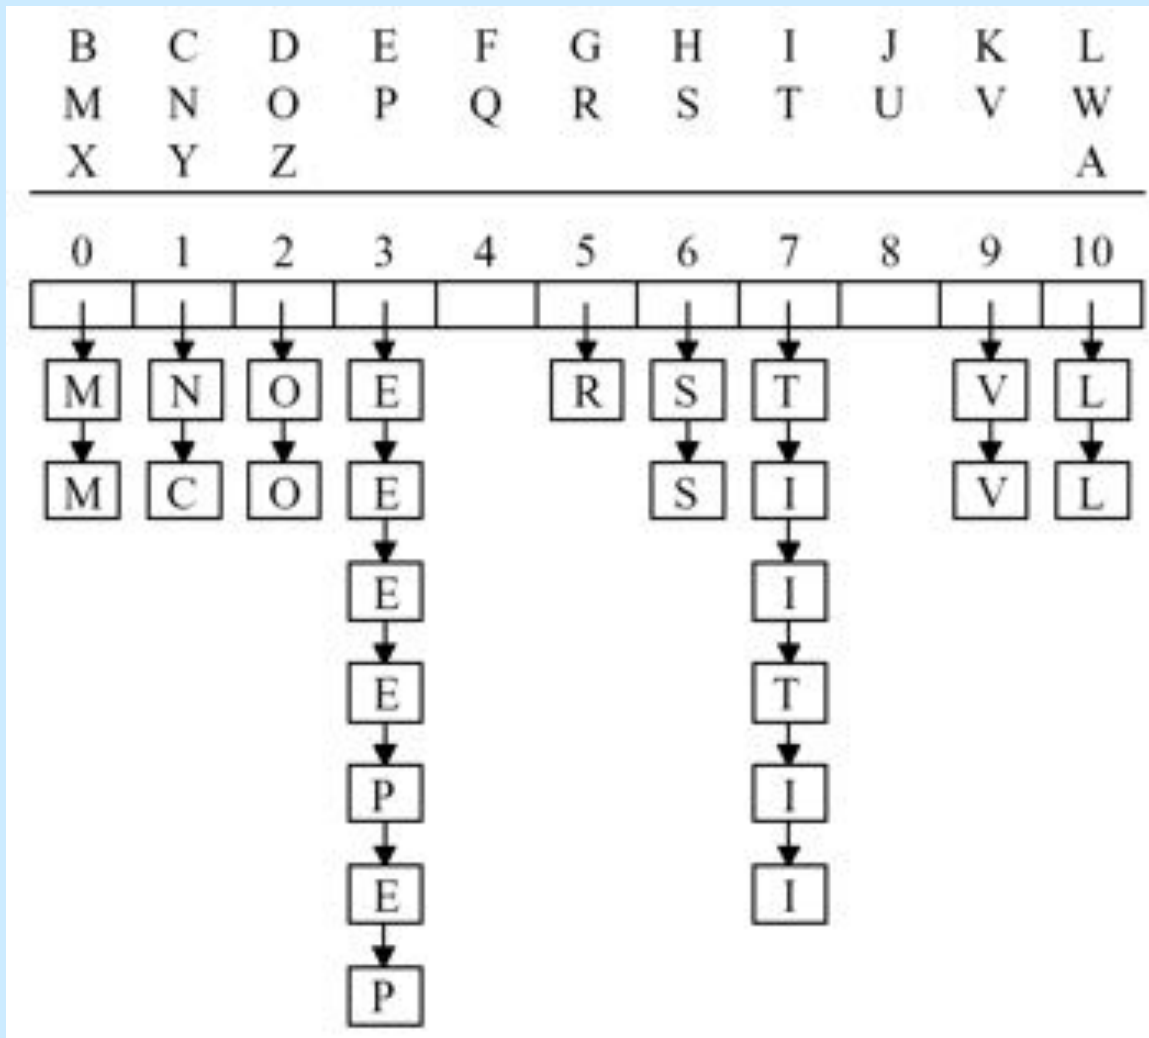 B C D E F G H I J K L
M N O P Q R S T U V W
X Y Z A
0 1 2 3 4 5 6 7 8 9 10
M N O E R S T V L
M C O E S I V L
E I
E T
P I
E I
P